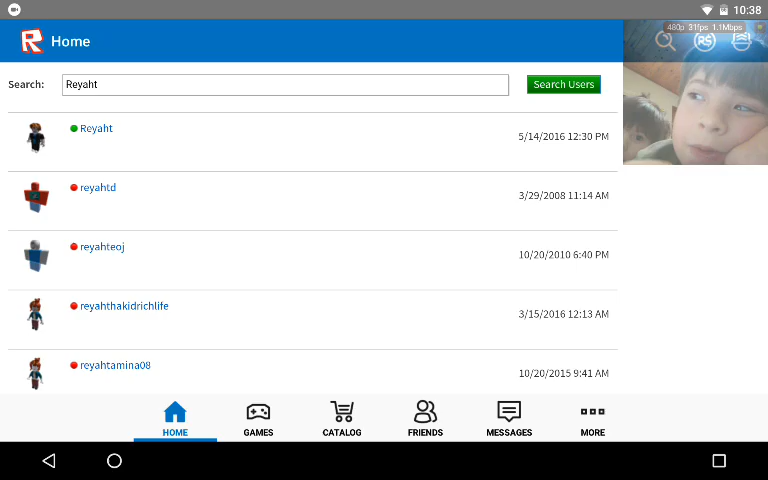 10:38
480p 31fps 1.1Mbps
R Home
R$
Search: Reyaht Search Users
Reyaht 5/14/2016 12:30 PM
reyahtd 3/29/2008 11:14 AM
reyahteoj 10/20/2010 6:40 PM
reyahthakidrichlife 3/15/2016 12:13 AM
reyahtamina08 10/20/2015 9:41 AM
HOME GAMES CATALOG FRIENDS MESSAGES MORE